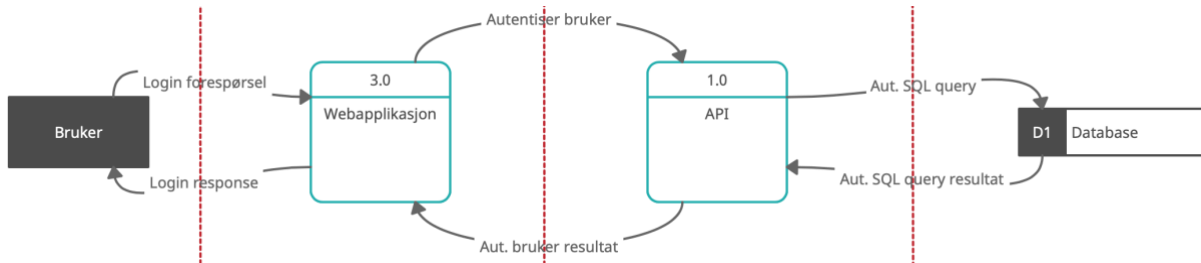 Autentiser bruker
Login forespørsel
3.0
1.0
Aut. SQL query
Webapplikasjon
API
Bruker
D1
Database
Login response
Aut. SQL query resultat
Aut. bruker resultat